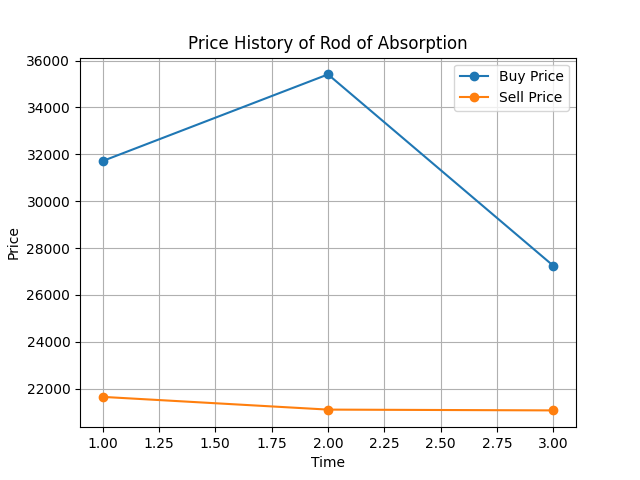 Price History of Rod of Absorption
36000
34000
32000
30000
28000
26000
24000
22000
Price
Buy Price
Sell Price
1.00 1.25 1.50 1.75 2.00 2.25 2.50 2.75 3.00
Time